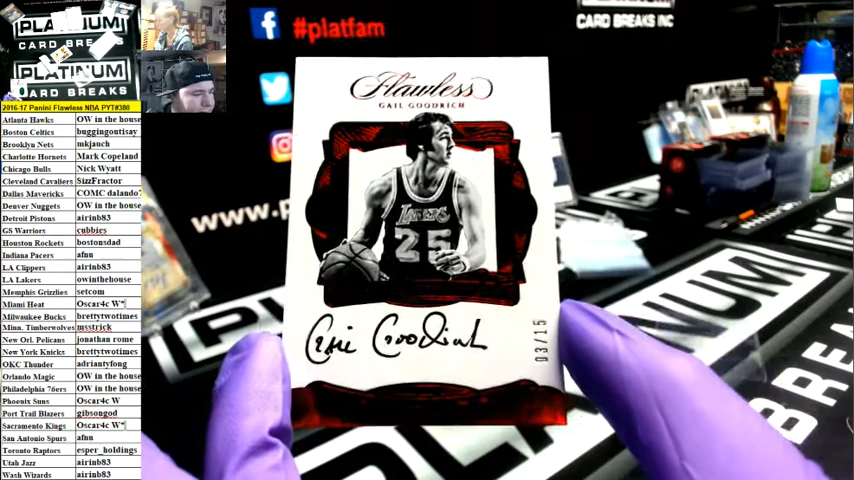 PLATINUM
CARD BREAKS
PLATINUM
CARD BREAKS
2016-17 Panini Flawless NBA PYT#380
Atlanta Hawks OW in the house
Boston Celtics buggingoutisay
Brooklyn Nets mkjauch
Charlotte Hornets Mark Copeland
Chicago Bulls Nick Wyatt
Cleveland Cavaliers SizzFractor
Dallas Mavericks COMC dalando
Denver Nuggets OW in the house
Detroit Pistons airinb83
GS Warriors cubbies
Houston Rockets bostonsdad
Indiana Pacers afnu
LA Clippers airinb83
LA Lakers owinthehouse
Memphis Grizzlies setcom
Miami Heat Oscar4c W*
Milwaukee Bucks brettytwotimes
Minn. Timberwolves msstrick
New Orl. Pelicans jonathan rome
New York Knicks brettytwotimes
OKC Thunder adriantyfong
Orlando Magic OW in the house
Philadelphia 76ers OW in the house
Phoenix Suns Oscar4c W
Port Trail Blazers gibsongod
Sacramento Kings Oscar4c W*
San Antonio Spurs afnu
Toronto Raptors esper_holdings
Utah Jazz airinb83
Wash Wizards airinb83
#platfam
www.
CARD BREAKS INC
Flawless
GAIL GOODRICH
LAKERS
25
Gail Goodrich
03/15